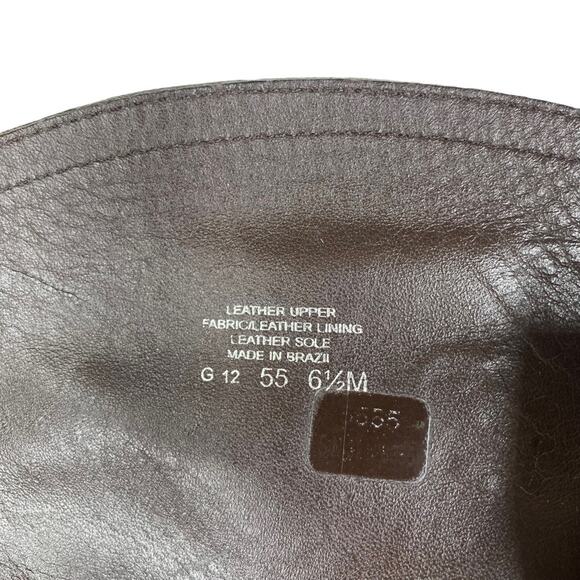 LEATHER UPPER
FABRIC/LEATHER LINING
LEATHER SOLE
MADE IN BRAZIL
G 12 55 6½M